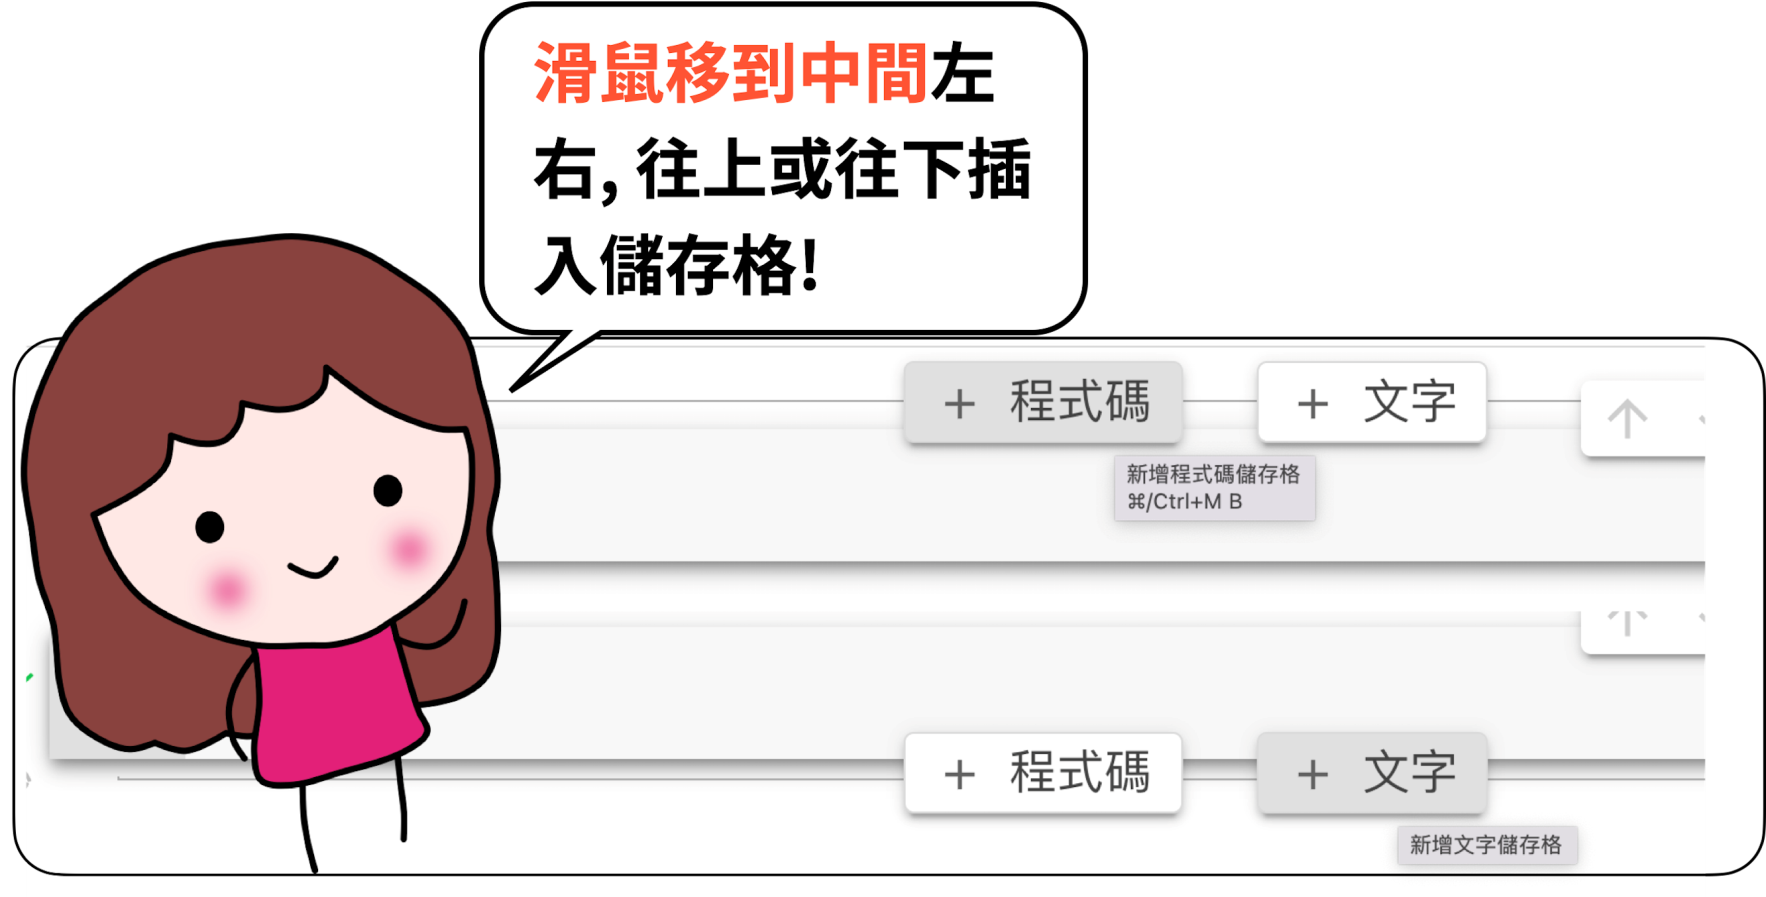 滑鼠移到中間左
右, 往上或往下插
入儲存格!
+ 程式碼
+ 文字
新增程式碼儲存格
⌘/Ctrl+M B
+ 程式碼
+ 文字
新增文字儲存格